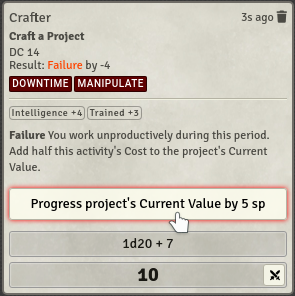 Crafter 3s ago
Craft a Project
DC 14
Result: Failure by -4
DOWNTIME MANIPULATE
Intelligence +4 Trained +3
Failure You work unproductively during this period.
Add half this activity's Cost to the project's Current
Value.
Progress project's Current Value by 5 sp
1d20 + 7
10